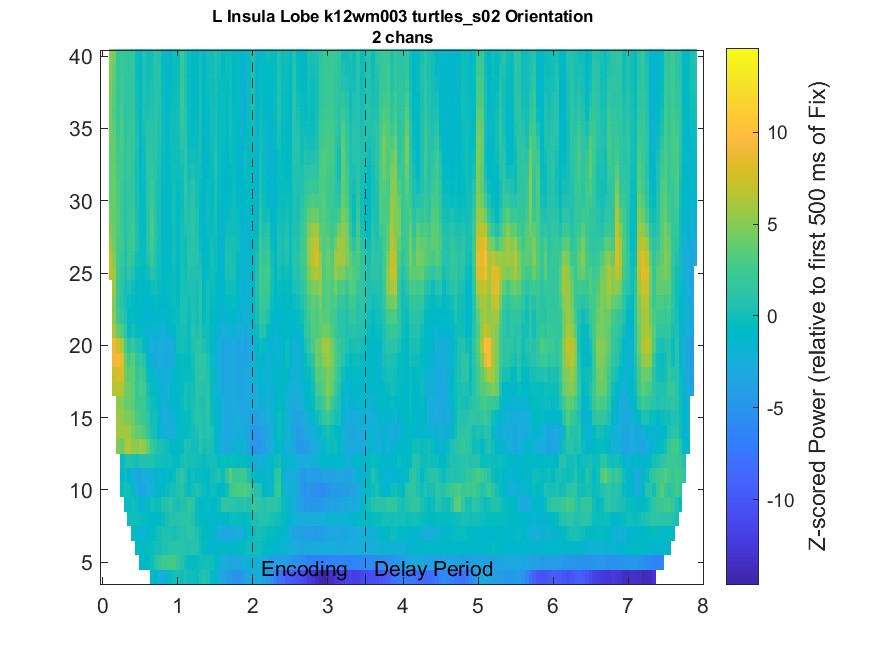 L Insula Lobe k12wm003 turtles_s02 Orientation
2 chans
40
35
30
25
20
15
10
5
Encoding
Delay Period
0 1 2 3 4 5 6 7 8
10
5
0
-5
-10
Z-scored Power (relative to first 500 ms of Fix)